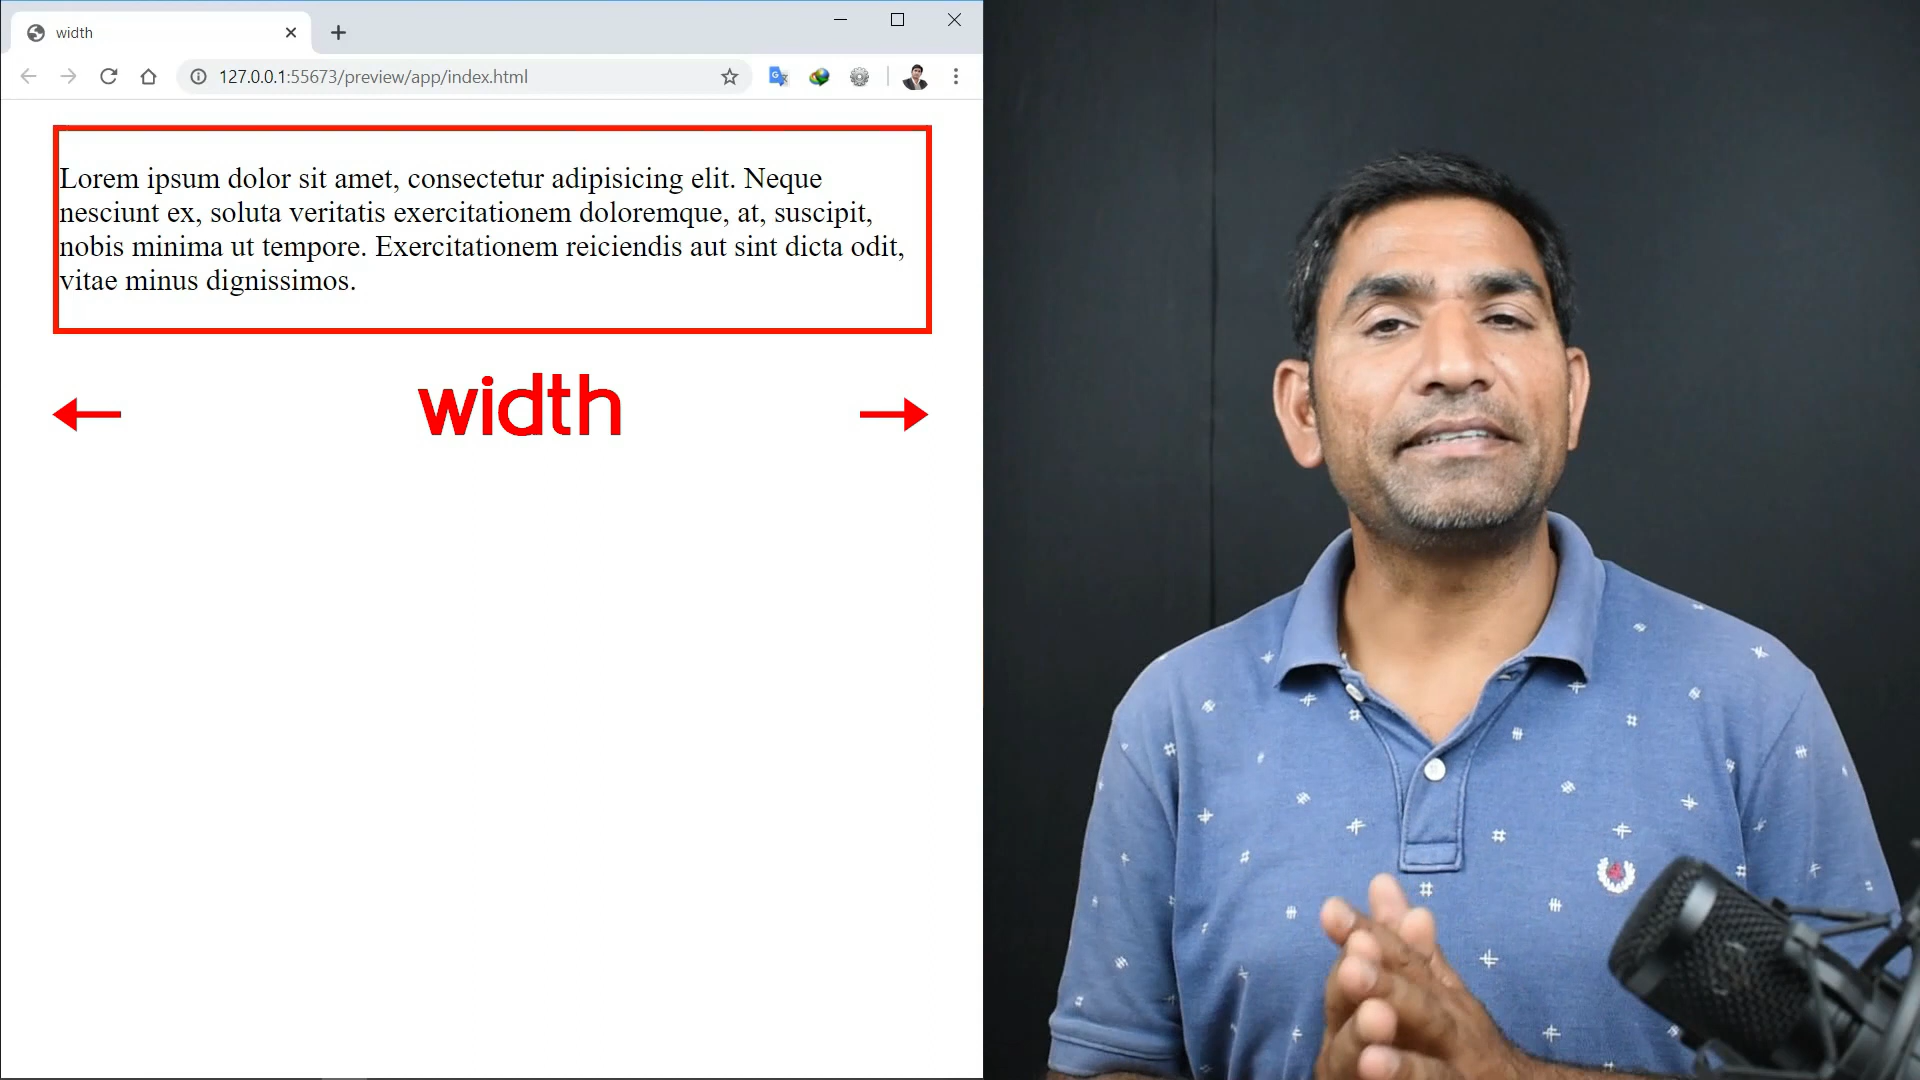 width
127.0.0.1:55673/preview/app/index.html
Lorem ipsum dolor sit amet, consectetur adipisicing elit. Neque
nesciunt ex, soluta veritatis exercitationem doloremque, at, suscipit,
nobis minima ut tempore. Exercitationem reiciendis aut sint dicta odit,
vitae minus dignissimos.
width